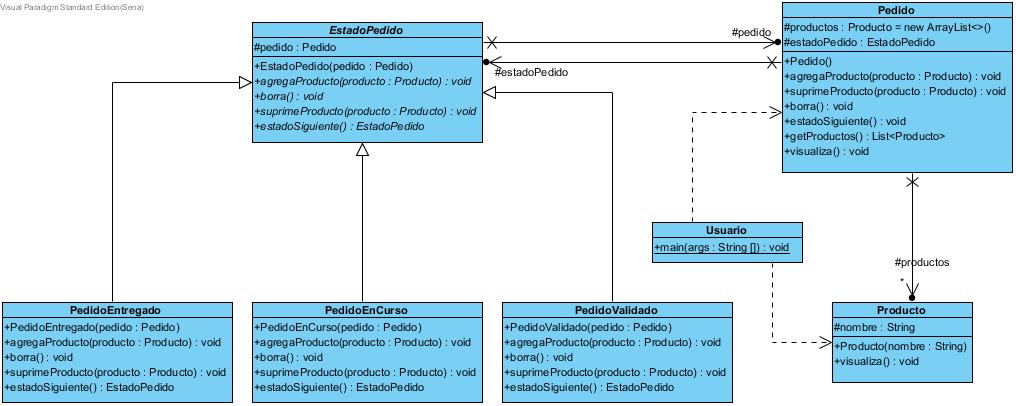 Visual Paradigm Standard Edition(Sena)
EstadoPedido
#pedido : Pedido
+EstadoPedido(pedido : Pedido)
+agregaProducto(producto : Producto) : void
+borra() : void
+suprimeProducto(producto : Producto) : void
+estadoSiguiente() : EstadoPedido
#pedido
#estadoPedido
Pedido
#productos : Producto = new ArrayList<>()
#estadoPedido : EstadoPedido
+Pedido()
+agregaProducto(producto : Producto) : void
+suprimeProducto(producto : Producto) : void
+borra() : void
+estadoSiguiente() : void
+getProductos() : List<Producto>
+visualiza() : void
Usuario
+main(args : String []) : void
#productos
*
PedidoEntregado
+PedidoEntregado(pedido : Pedido)
+agregaProducto(producto : Producto) : void
+borra() : void
+suprimeProducto(producto : Producto) : void
+estadoSiguiente() : EstadoPedido
PedidoEnCurso
+PedidoEnCurso(pedido : Pedido)
+agregaProducto(producto : Producto) : void
+borra() : void
+suprimeProducto(producto : Producto) : void
+estadoSiguiente() : EstadoPedido
PedidoValidado
+PedidoValidado(pedido : Pedido)
+agregaProducto(producto : Producto) : void
+borra() : void
+suprimeProducto(producto : Producto) : void
+estadoSiguiente() : EstadoPedido
Producto
#nombre : String
+Producto(nombre : String)
+visualiza() : void